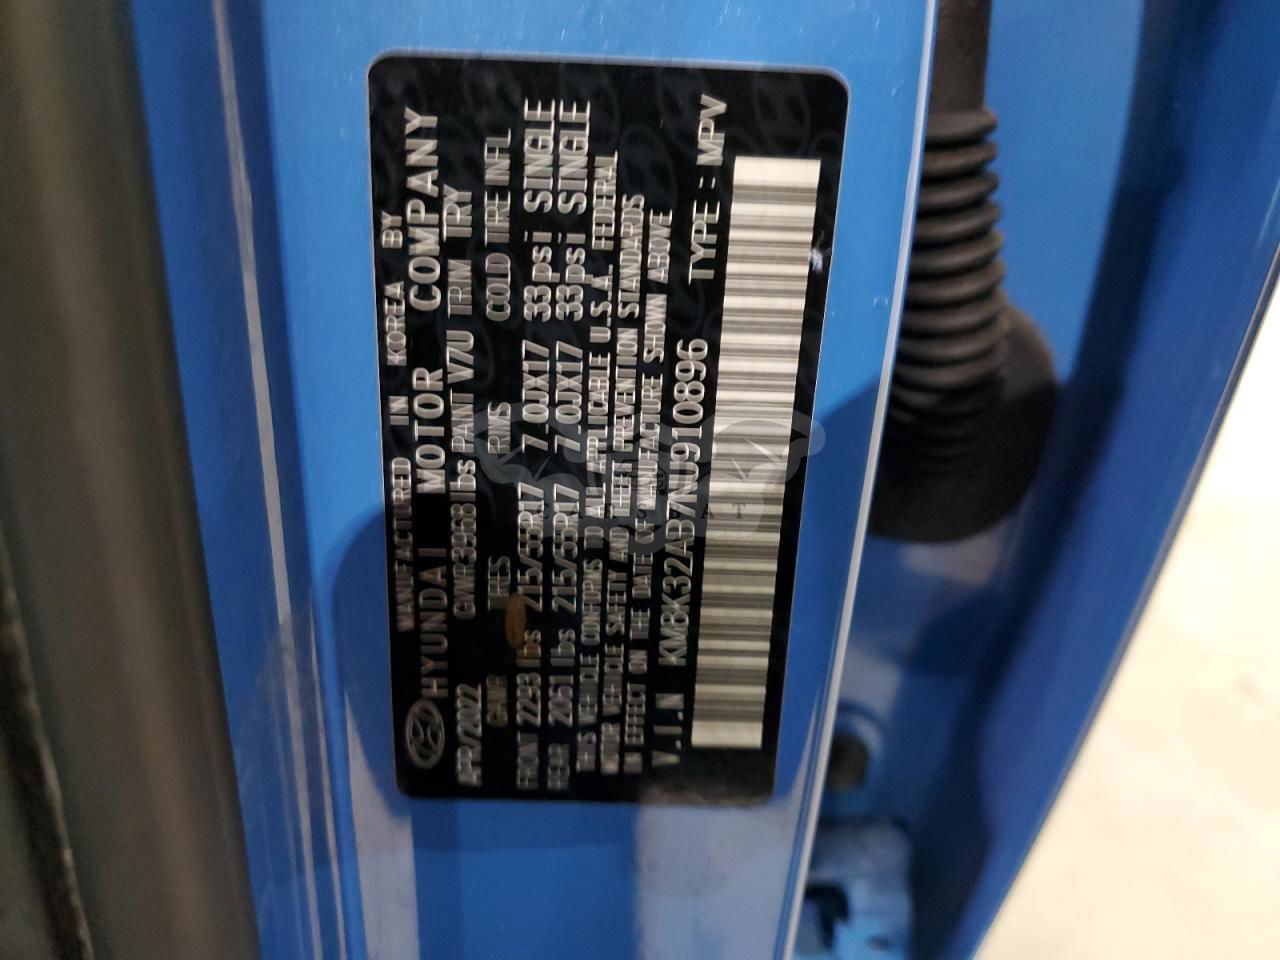 MANUFACTURED IN KOREA BY
HYUNDAI MOTOR COMPANY
APR/2022 GVWR 3968 lbs PAINT V7U TRIM TRY
GAWR TIRES RIMS COLD TIRE INFL
FRONT 2293 lbs 215/55R17 7.0JX17 33psi SINGLE
REAR 2061 lbs 215/55R17 7.0JX17 33psi SINGLE
THIS VEHICLE CONFORMS TO ALL APPLICABLE U.S.A. FEDERAL
MOTOR VEHICLE SAFETY AND THEFT PREVENTION STANDARDS
IN EFFECT ON THE DATE OF MANUFACTURE SHOWN ABOVE
V.I.N KM8K32AB7NU910896 TYPE : MPV